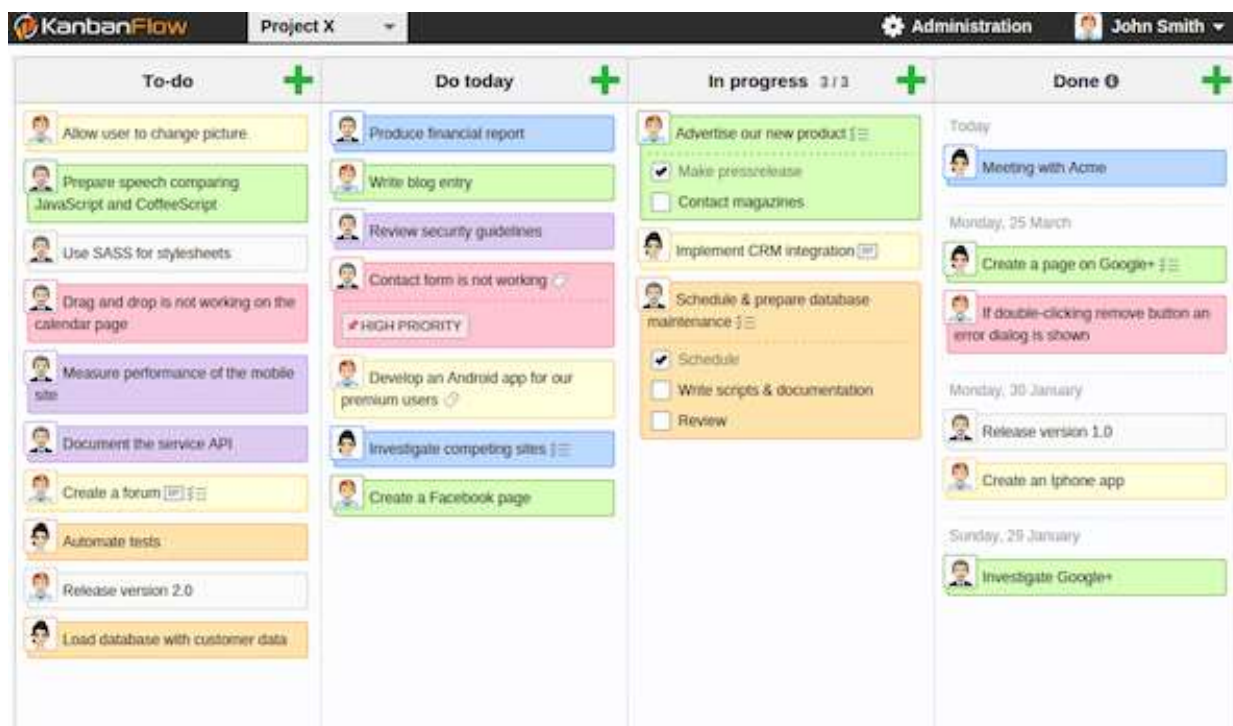 KanbanFlow
Project X
Administration
John Smith
To-do
Allow user to change picture
Prepare speech comparing
JavaScript and CoffeeScript
Use SASS for stylesheets
Drag and drop is not working on the
calendar page
Measure performance of the mobile
site
Document the service API
Create a forum
Automate tests
Release version 2.0
Load database with customer data
Do today
Produce financial report
Write blog entry
Review security guidelines
Contact form is not working
HIGH PRIORITY
Develop an Android app for our
premium users
Investigate competing sites
Create a Facebook page
In progress 3 / 3
Advertise our new product
Make pressrelease
Contact magazines
Implement CRM integration
Schedule & prepare database
maintenance
Schedule
Write scripts & documentation
Review
Done
Today
Meeting with Acme
Monday, 25 March
Create a page on Google+
If double-clicking remove button an
error dialog is shown
Monday, 30 January
Release version 1.0
Create an Iphone app
Sunday, 29 January
Investigate Google+